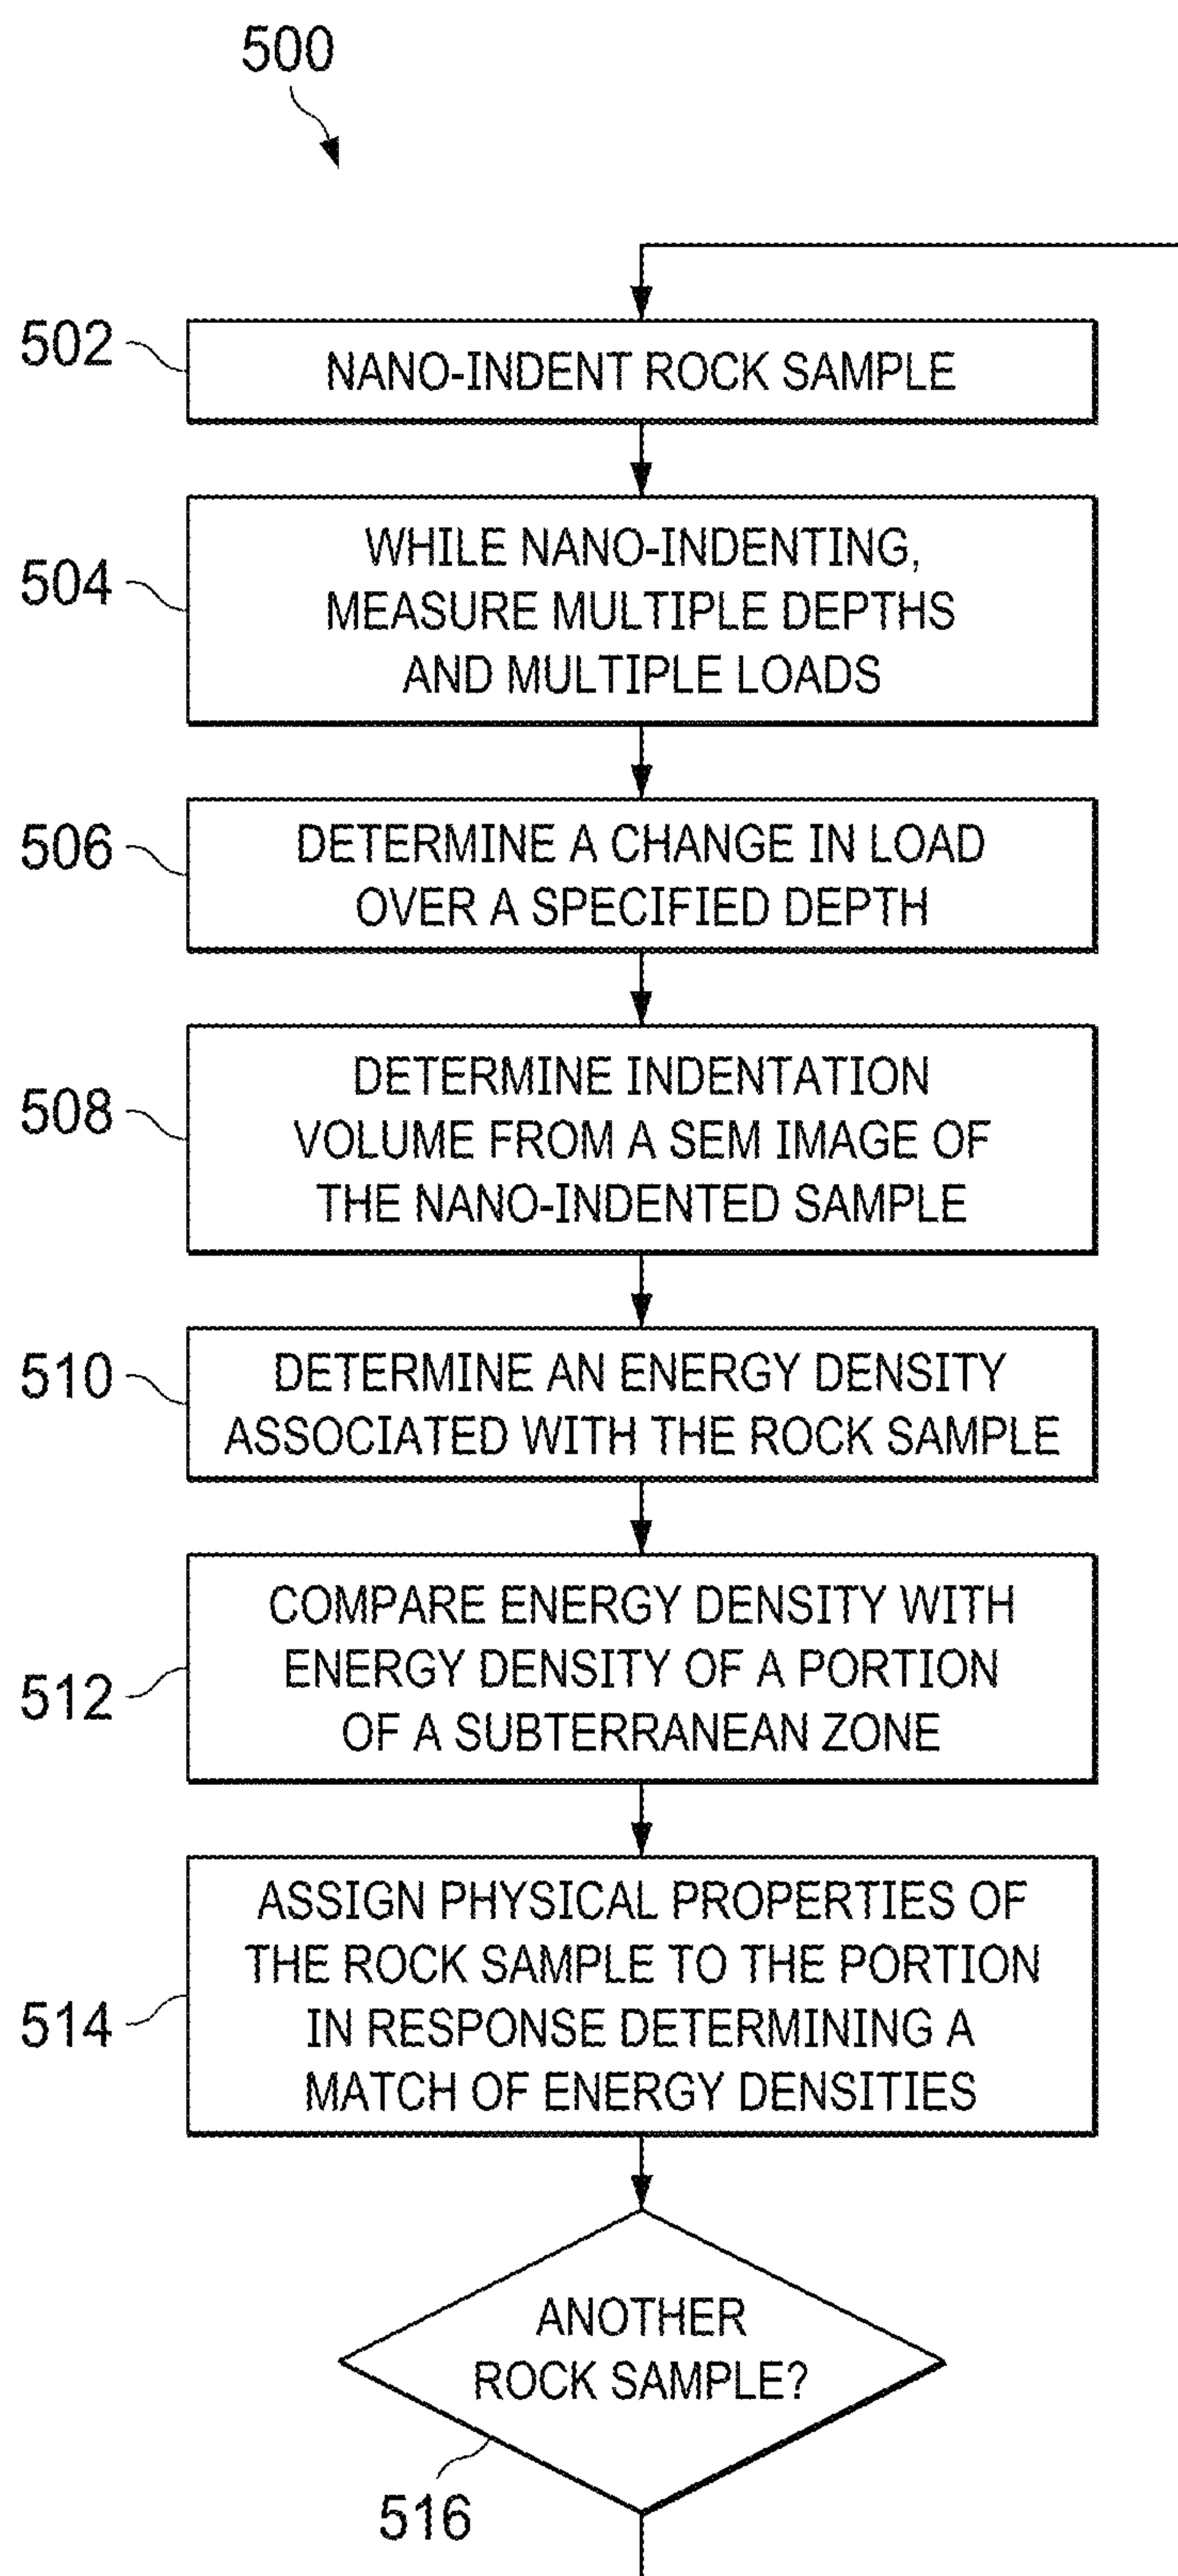 500
502
NANO-INDENT ROCK SAMPLE
504
WHILE NANO-INDENTING,
MEASURE MULTIPLE DEPTHS
AND MULTIPLE LOADS
506
DETERMINE A CHANGE IN LOAD
OVER A SPECIFIED DEPTH
508
DETERMINE INDENTATION
VOLUME FROM A SEM IMAGE OF
THE NANO-INDENTED SAMPLE
510
DETERMINE AN ENERGY DENSITY
ASSOCIATED WITH THE ROCK SAMPLE
512
COMPARE ENERGY DENSITY WITH
ENERGY DENSITY OF A PORTION
OF A SUBTERRANEAN ZONE
514
ASSIGN PHYSICAL PROPERTIES OF
THE ROCK SAMPLE TO THE PORTION
IN RESPONSE DETERMINING A
MATCH OF ENERGY DENSITIES
ANOTHER
ROCK SAMPLE?
516